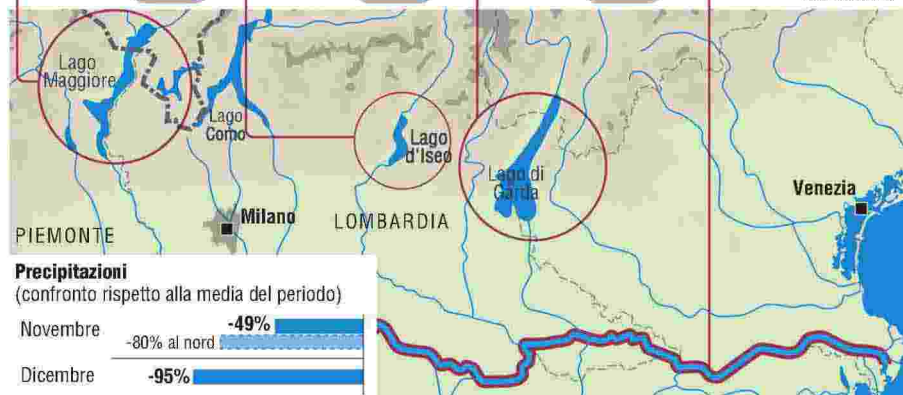 Lago
Maggiore
Lago
Como
Lago
d'Iseo
Lago di
Garda
Venezia
Milano
LOMBARDIA
PIEMONTE
Precipitazioni
(confronto rispetto alla media del periodo)
Novembre -49%
-80% al nord
Dicembre -95%